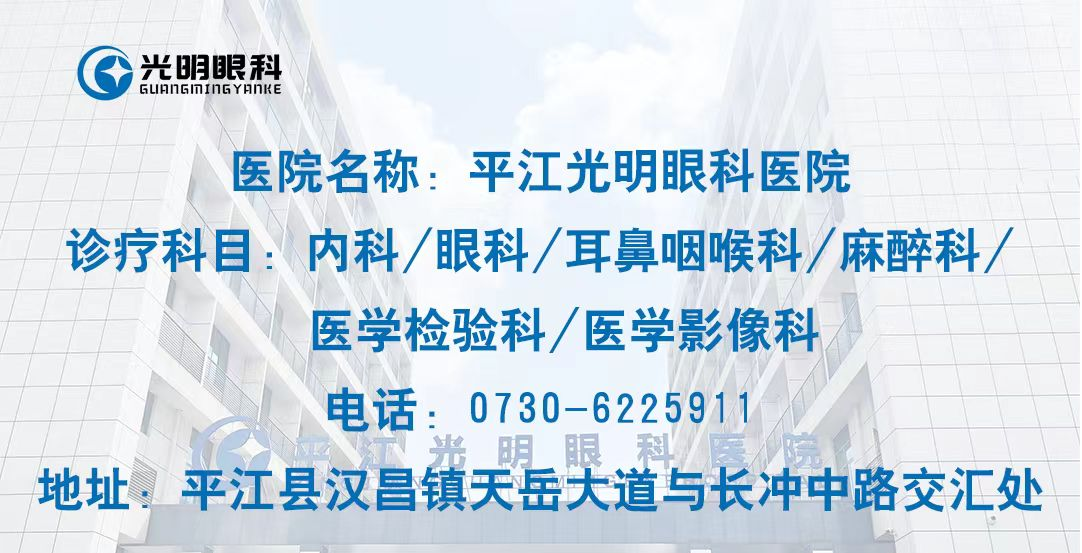 光明眼科
GUANGMINGYANKE
医院名称：平江光明眼科医院
诊疗科目：内科/眼科/耳鼻咽喉科/麻醉科/
医学检验科/医学影像科
电话：0730-6225911
平江光明眼科医院
地址：平江县汉昌镇天岳大道与长冲中路交汇处